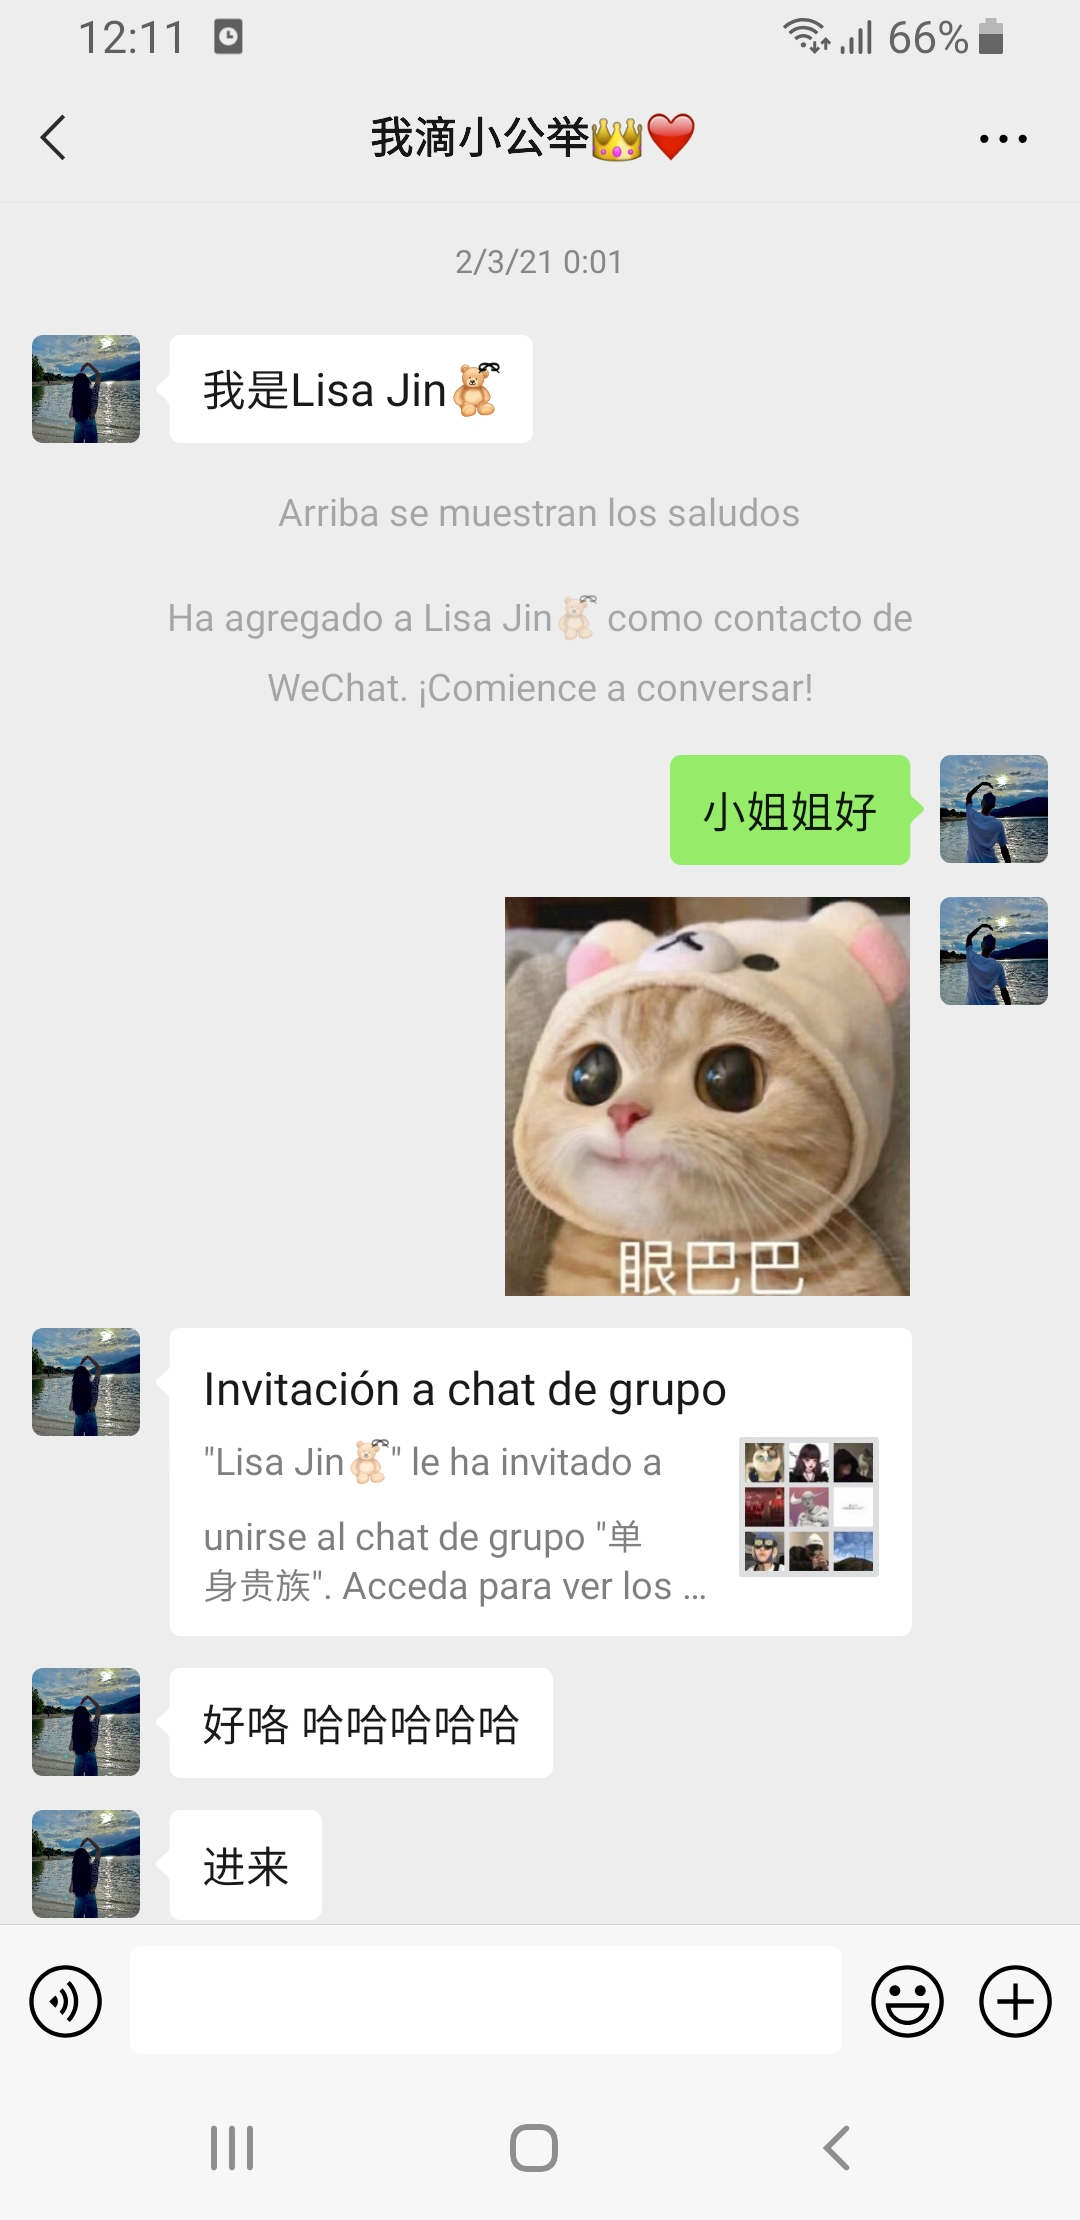 12:11
66%
我滴小公举👑❤️
2/3/21 0:01
我是Lisa Jin🧸
Arriba se muestran los saludos
Ha agregado a Lisa Jin🧸 como contacto de
WeChat. ¡Comience a conversar!
小姐姐好
眼巴巴
Invitación a chat de grupo
"Lisa Jin🧸" le ha invitado a
unirse al chat de grupo "单
身贵族". Acceda para ver los ...
好咯 哈哈哈哈哈
进来